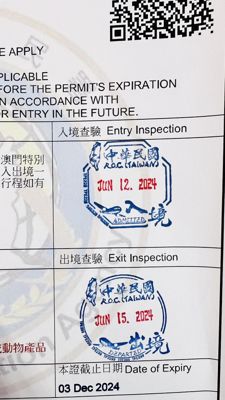 E APPLY
PLICABLE
FORE THE PERMIT'S EXPIRATION
N ACCORDANCE WITH
OR ENTRY IN THE FUTURE.
入境查驗 Entry Inspection
澳門特別
入出境一
行程如有
中華民國
R.O.C.(TAIWAN)
JUN 12. 2024
ADMITTED
入境
出境查驗 Exit Inspection
中華民國
R.O.C.(TAIWAN)
JUN 15. 2024
DEPARTED
出境
動物產品
本證截止日期 Date of Expiry
03 Dec 2024